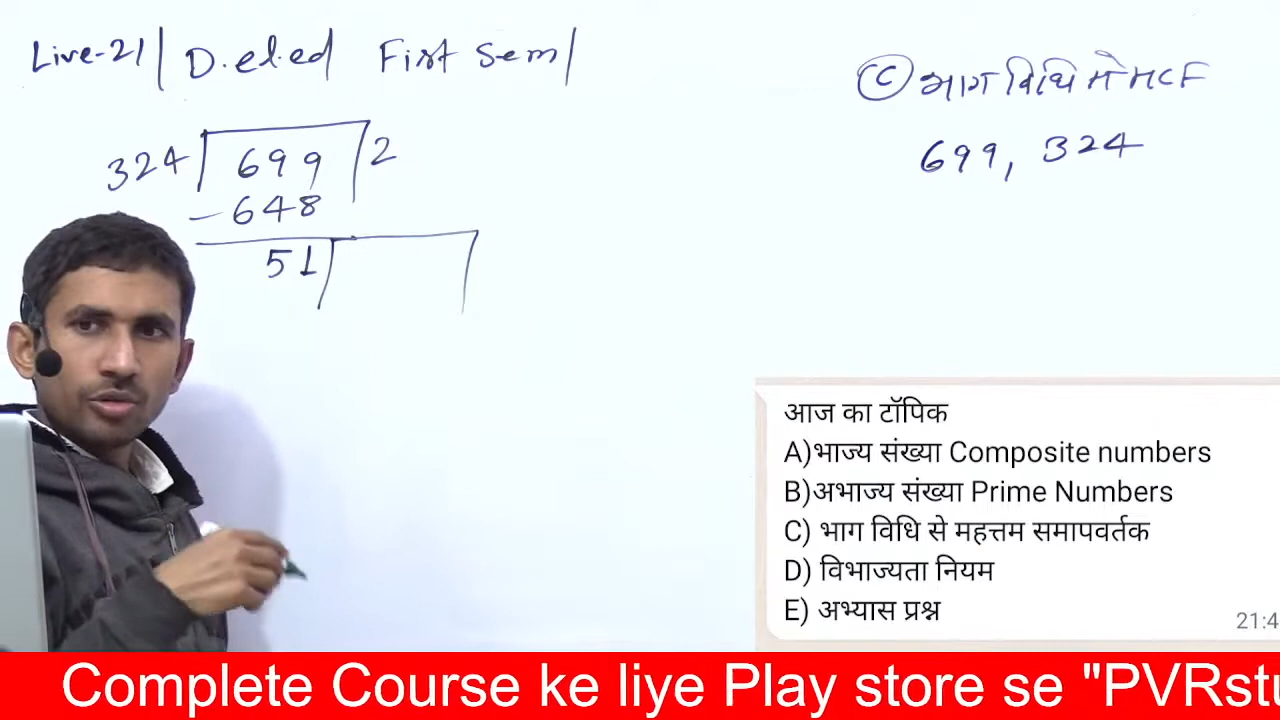 Live-21 | D.el.ed First Sem |
(C) भाग विधि से HCF
699, 324
324 699 2
-648
51
आज का टॉपिक
A)भाज्य संख्या Composite numbers
B)अभाज्य संख्या Prime Numbers
C) भाग विधि से महत्तम समापवर्तक
D) विभाज्यता नियम
E) अभ्यास प्रश्न
21:4
Complete Course ke liye Play store se "PVRstu